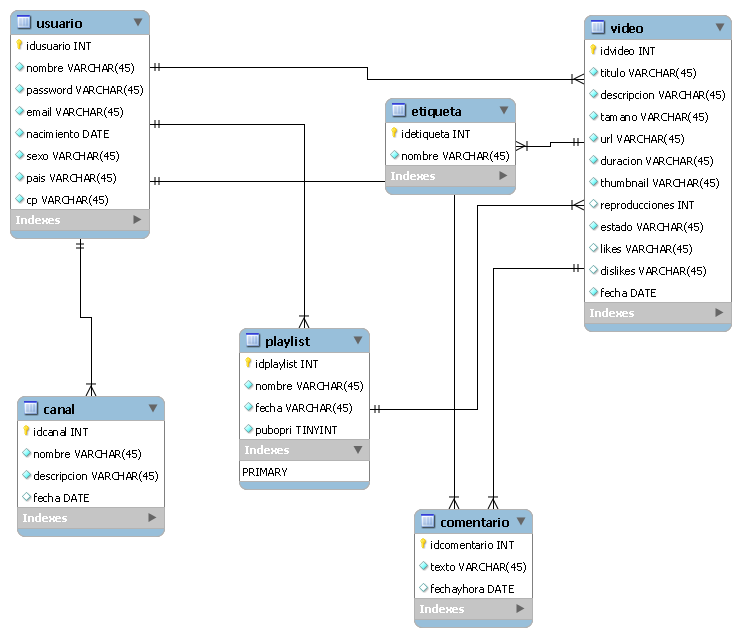 usuario
idusuario INT
nombre VARCHAR(45)
password VARCHAR(45)
email VARCHAR(45)
nacimiento DATE
sexo VARCHAR(45)
pais VARCHAR(45)
cp VARCHAR(45)
Indexes
video
idvideo INT
titulo VARCHAR(45)
descripcion VARCHAR(45)
tamano VARCHAR(45)
url VARCHAR(45)
duracion VARCHAR(45)
thumbnail VARCHAR(45)
reproducciones INT
estado VARCHAR(45)
likes VARCHAR(45)
dislikes VARCHAR(45)
fecha DATE
Indexes
etiqueta
idetiqueta INT
nombre VARCHAR(45)
Indexes
playlist
idplaylist INT
nombre VARCHAR(45)
fecha VARCHAR(45)
pubopri TINYINT
Indexes
PRIMARY
canal
idcanal INT
nombre VARCHAR(45)
descripcion VARCHAR(45)
fecha DATE
Indexes
comentario
idcomentario INT
texto VARCHAR(45)
fechayhora DATE
Indexes